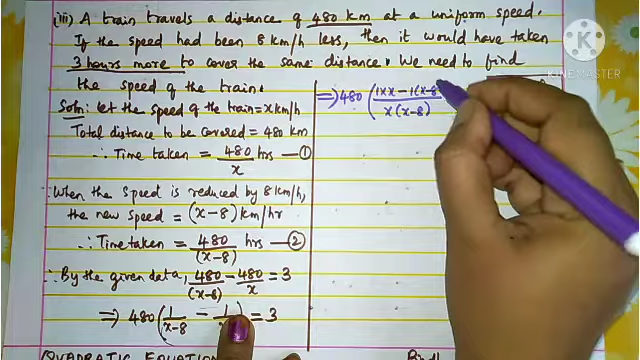 (iii) A train travels a distance of 480 km at a uniform speed.
If the speed had been 8 km/h less, then it would have taken
3 hours more to cover the same distance. We need to find
the speed of the train.
Soln: let the speed of the train = x km/h
Total distance to be covered = 480 km
∴ Time taken = 480/x hrs — ①
When the speed is reduced by 8 km/h,
the new speed = (x-8) km/hr
∴ Time taken = 480/(x-8) hrs — ②
∴ By the given data, 480/(x-8) - 480/x = 3
⇒ 480(1/x-8 - 1/ ) = 3
⇒ 480(1×x - 1(x-8/x(x-8)
QUADRATIC EQUATION
KINEMASTER